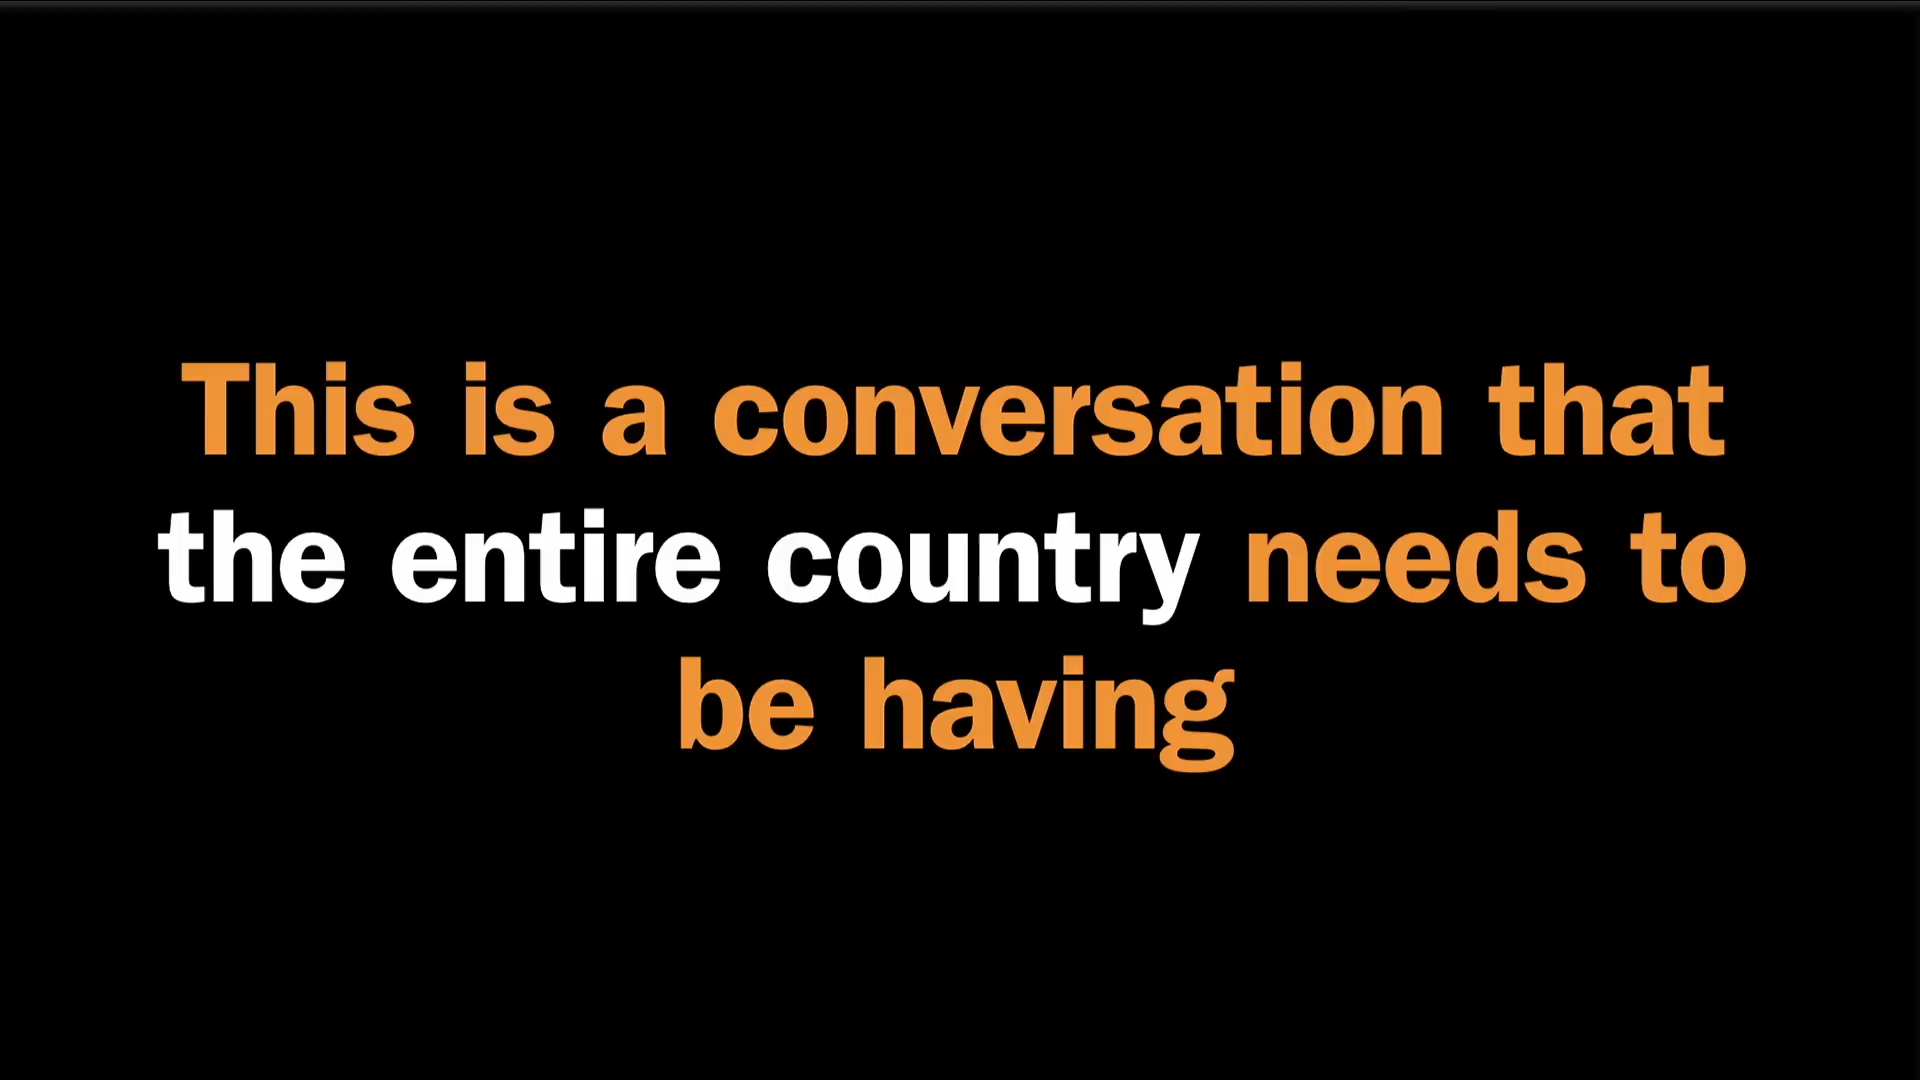 This is a conversation that
the entire country needs to
be having